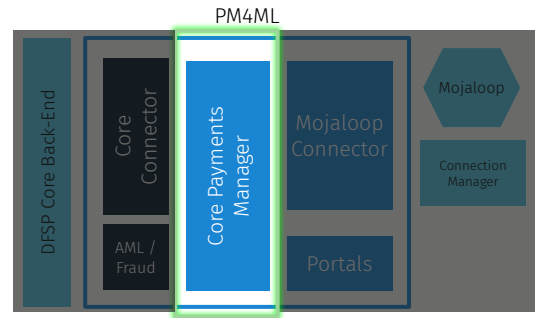 PM4ML
DFSP Core Back-End
Core
Connector
AML /
Fraud
Core Payments
Manager
Mojaloop
Connector
Portals
Mojaloop
Connection
Manager